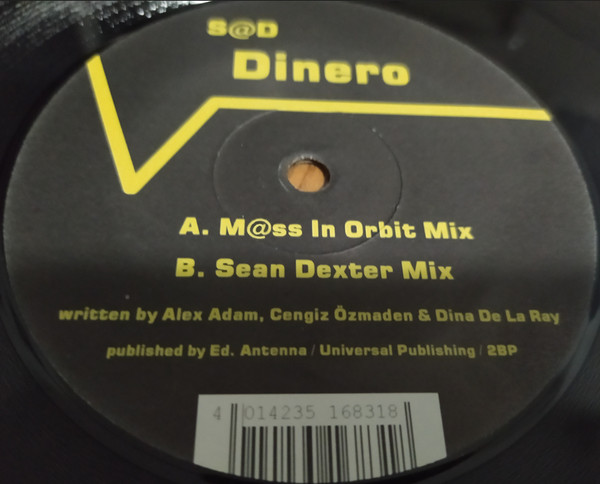 S@D
Dinero
A. M@ss In Orbit Mix
B. Sean Dexter Mix
written by Alex Adam, Cengiz Özmaden & Dina De La Ray
published by Ed. Antenna / Universal Publishing / 2BP
4 014235 168318